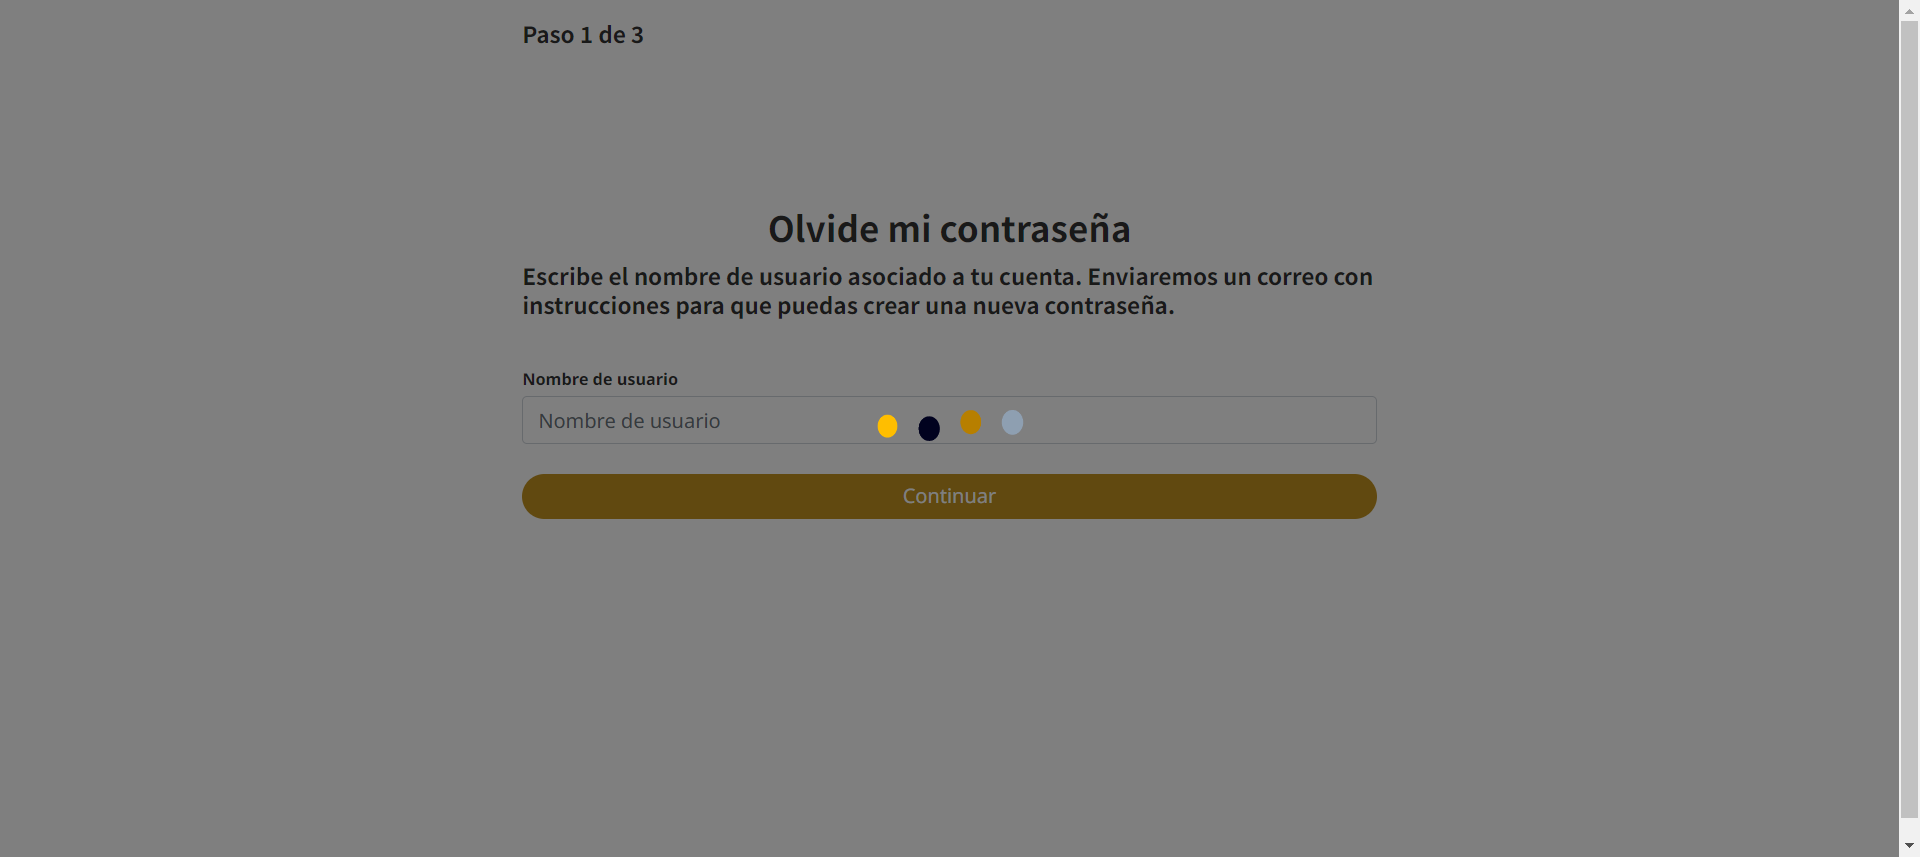 Paso 1 de 3
Olvide mi contraseña
Escribe el nombre de usuario asociado a tu cuenta. Enviaremos un correo con
instrucciones para que puedas crear una nueva contraseña.
Nombre de usuario
Nombre de usuario
Continuar